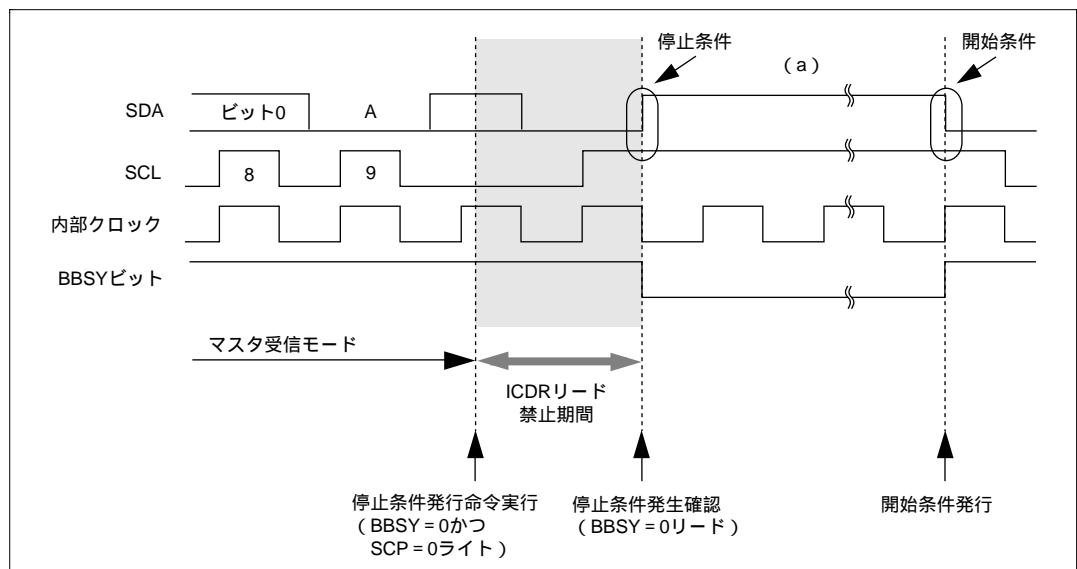 停止条件
開始条件
(a)
SDA
ビット0
A
SCL
8
9
内部クロック
BBSYビット
マスタ受信モード
ICDRリード
禁止期間
停止条件発行命令実行
(BBSY = 0かつ
SCP = 0ライト)
停止条件発生確認
(BBSY = 0リード)
開始条件発行